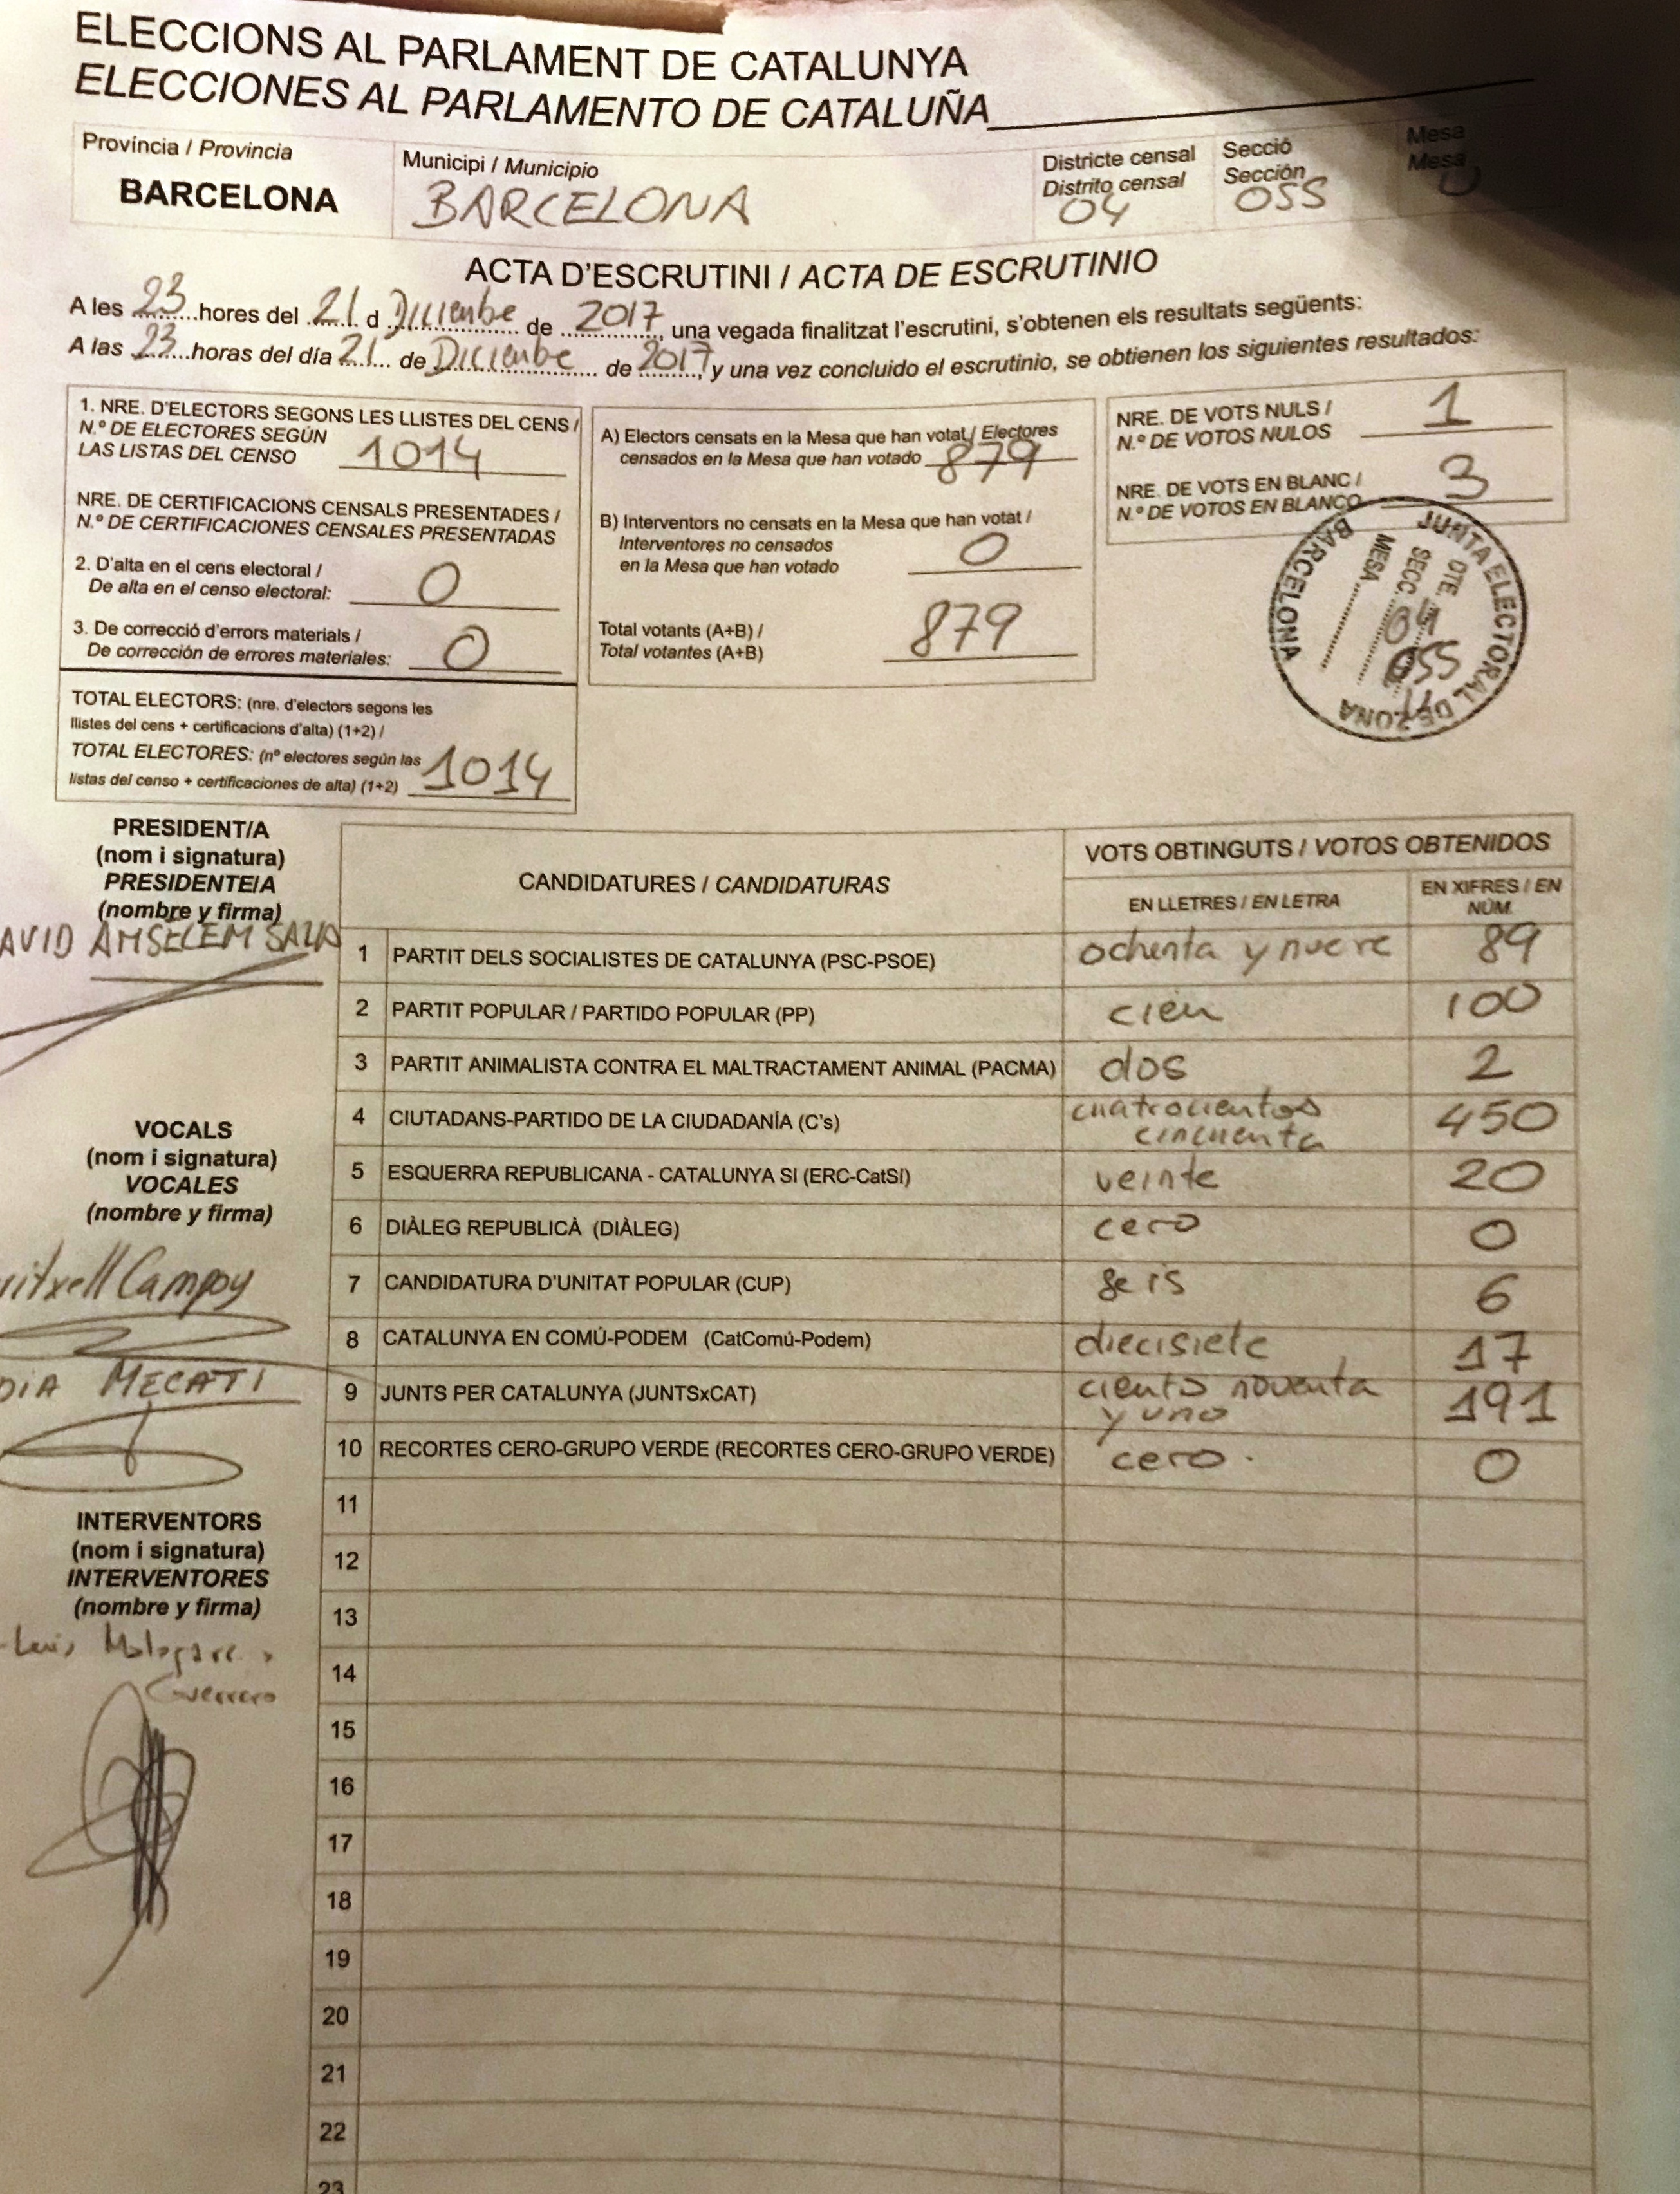 ELECCIONS AL PARLAMENT DE CATALUNYA
ELECCIONES AL PARLAMENTO DE CATALUÑA
Província / Provincia
BARCELONA
Municipi / Municipio
BARCELONA
Districte censal
Distrito censal
04
Secció
Sección
055
Mesa
Mesa
U
ACTA D'ESCRUTINI / ACTA DE ESCRUTINIO
A les 23 hores del 21 d Diciembre de 2017, una vegada finalitzat l'escrutini, s'obtenen els resultats següents:
A las 23 horas del día 21 de Diciembre de 2017, y una vez concluido el escrutinio, se obtienen los siguientes resultados:
1. NRE. D'ELECTORS SEGONS LES LLISTES DEL CENS /
N.º DE ELECTORES SEGÚN
LAS LISTAS DEL CENSO 1014
NRE. DE CERTIFICACIONS CENSALS PRESENTADES /
N.º DE CERTIFICACIONES CENSALES PRESENTADAS
2. D'alta en el cens electoral /
De alta en el censo electoral: 0
3. De correcció d'errors materials /
De corrección de errores materiales: 0
TOTAL ELECTORS: (nre. d'electors segons les
llistes del cens + certificacions d'alta) (1+2) /
TOTAL ELECTORES: (nº electores según las
listas del censo + certificaciones de alta) (1+2) 1014
A) Electors censats en la Mesa que han votat / Electores
censados en la Mesa que han votado 879
B) Interventors no censats en la Mesa que han votat /
Interventores no censados
en la Mesa que han votado 0
Total votants (A+B) /
Total votantes (A+B) 879
NRE. DE VOTS NULS /
N.º DE VOTOS NULOS 1
NRE. DE VOTS EN BLANC /
N.º DE VOTOS EN BLANCO 3
JUNTA ELECTORAL DE ZONA
DTE.
SECC.
MESA
BARCELONA
PRESIDENT/A
(nom i signatura)
PRESIDENTE/A
(nombre y firma)
AVID AMSELEM
VOCALS
(nom i signatura)
VOCALES
(nombre y firma)
Campoy
MECATTI
INTERVENTORS
(nom i signatura)
INTERVENTORES
(nombre y firma)
CANDIDATURES / CANDIDATURAS
VOTS OBTINGUTS / VOTOS OBTENIDOS
EN LLETRES / EN LETRA
EN XIFRES / EN NÚM
1 PARTIT DELS SOCIALISTES DE CATALUNYA (PSC-PSOE) ochenta y nueve 89
2 PARTIT POPULAR / PARTIDO POPULAR (PP) cien 100
3 PARTIT ANIMALISTA CONTRA EL MALTRACTAMENT ANIMAL (PACMA) dos 2
4 CIUTADANS-PARTIDO DE LA CIUDADANÍA (C's) cuatrocientos cincuenta 450
5 ESQUERRA REPUBLICANA - CATALUNYA SÍ (ERC-CatSí) veinte 20
6 DIÀLEG REPUBLICÀ (DIÀLEG) cero 0
7 CANDIDATURA D'UNITAT POPULAR (CUP) seis 6
8 CATALUNYA EN COMÚ-PODEM (CatComú-Podem) diecisiete 17
9 JUNTS PER CATALUNYA (JUNTSxCAT) ciento noventa y uno 191
10 RECORTES CERO-GRUPO VERDE (RECORTES CERO-GRUPO VERDE) cero. 0
11
12
13
14
15
16
17
18
19
20
21
22
23